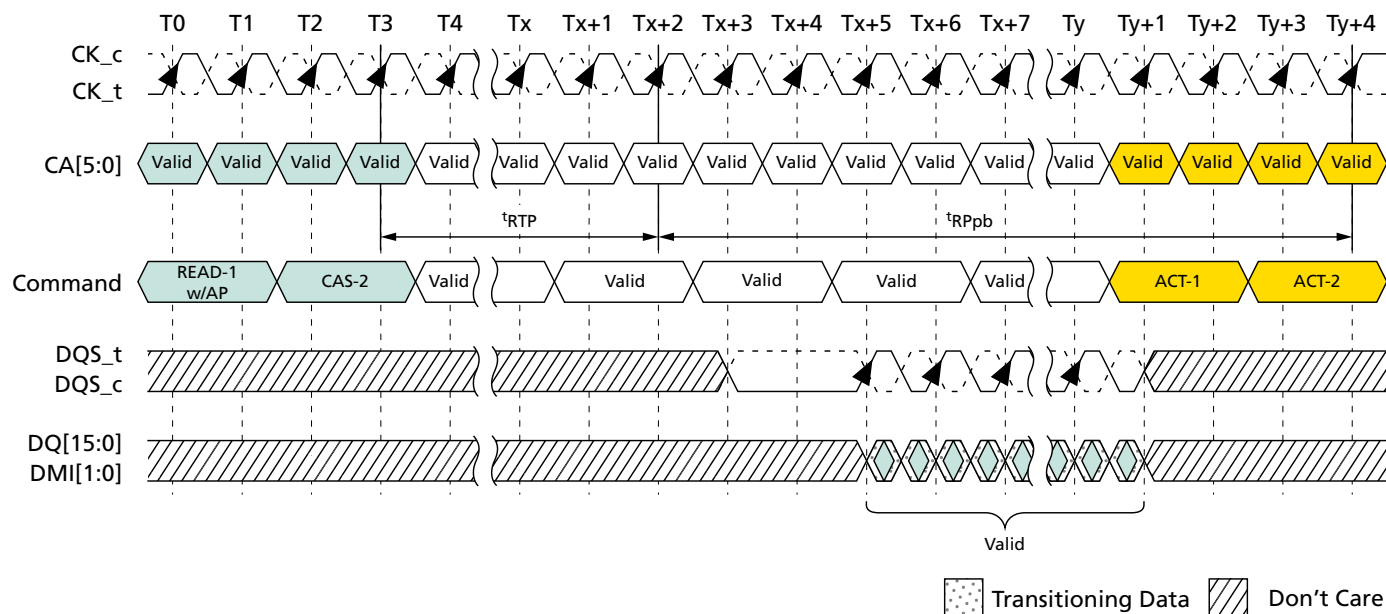 T0 T1 T2 T3 T4 Tx Tx+1 Tx+2 Tx+3 Tx+4 Tx+5 Tx+6 Tx+7 Ty Ty+1 Ty+2 Ty+3 Ty+4
CK_c
CK_t
CA[5:0] Valid Valid Valid Valid Valid Valid Valid Valid Valid Valid Valid Valid Valid Valid Valid Valid Valid Valid
tRTP tRPpb
Command READ-1 w/AP CAS-2 Valid Valid Valid Valid Valid ACT-1 ACT-2
DQS_t
DQS_c
DQ[15:0]
DMI[1:0]
Valid
Transitioning Data Don't Care